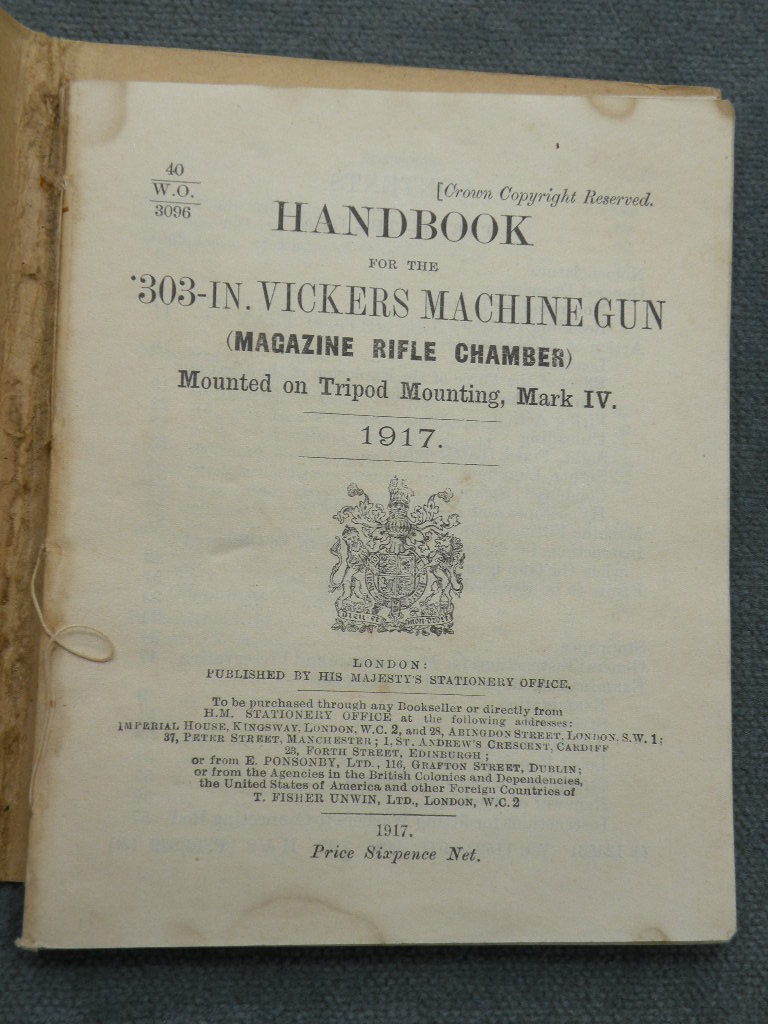 40
W.O.
3096
[Crown Copyright Reserved.
HANDBOOK
FOR THE
·303-IN. VICKERS MACHINE GUN
(MAGAZINE RIFLE CHAMBER)
Mounted on Tripod Mounting, Mark IV.
1917.
DIEU ET MON DROIT
LONDON:
PUBLISHED BY HIS MAJESTY'S STATIONERY OFFICE.
To be purchased through any Bookseller or directly from
H.M. STATIONERY OFFICE at the following addresses:
IMPERIAL HOUSE, KINGSWAY, LONDON, W.C. 2, and 28, ABINGDON STREET, LONDON, S.W. 1;
37, PETER STREET, MANCHESTER; 1, ST. ANDREW'S CRESCENT, CARDIFF
23, FORTH STREET, EDINBURGH;
or from E. PONSONBY, LTD., 116, GRAFTON STREET, DUBLIN;
or from the Agencies in the British Colonies and Dependencies,
the United States of America and other Foreign Countries of
T. FISHER UNWIN, LTD., LONDON, W.C. 2
1917.
Price Sixpence Net.